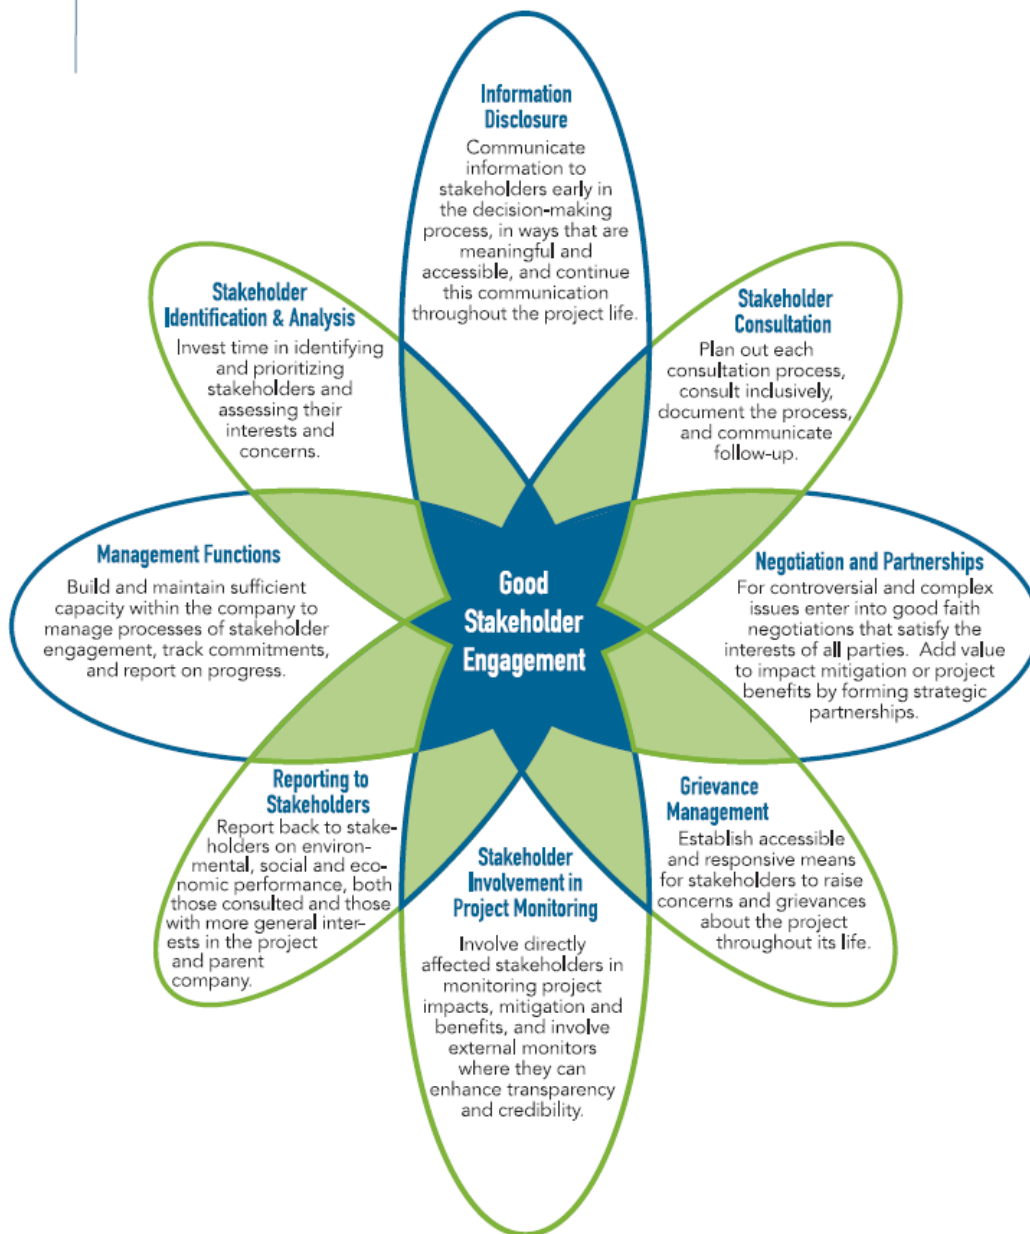 Information
Disclosure
Communicate
information to
stakeholders early in
the decision-making
process, in ways that are
meaningful and
accessible, and continue
this communication
throughout the project life.
Stakeholder
Identification & Analysis
Invest time in identifying
and prioritizing
stakeholders and
assessing their
interests and
concerns.
Stakeholder
Consultation
Plan out each
consultation process,
consult inclusively,
document the process,
and communicate
follow-up.
Management Functions
Build and maintain sufficient
capacity within the company to
manage processes of stakeholder
engagement, track commitments,
and report on progress.
Good
Stakeholder
Engagement
Negotiation and Partnerships
For controversial and complex
issues enter into good faith
negotiations that satisfy the
interests of all parties. Add value
to impact mitigation or project
benefits by forming strategic
partnerships.
Reporting to
Stakeholders
Report back to stake-
holders on environ-
mental, social and eco-
nomic performance, both
those consulted and those
with more general inter-
ests in the project
and parent
company.
Stakeholder
Involvement in
Project Monitoring
Involve directly
affected stakeholders in
monitoring project
impacts, mitigation and
benefits, and involve
external monitors
where they can
enhance transparency
and credibility.
Grievance
Management
Establish accessible
and responsive means
for stakeholders to raise
concerns and grievances
about the project
throughout its life.